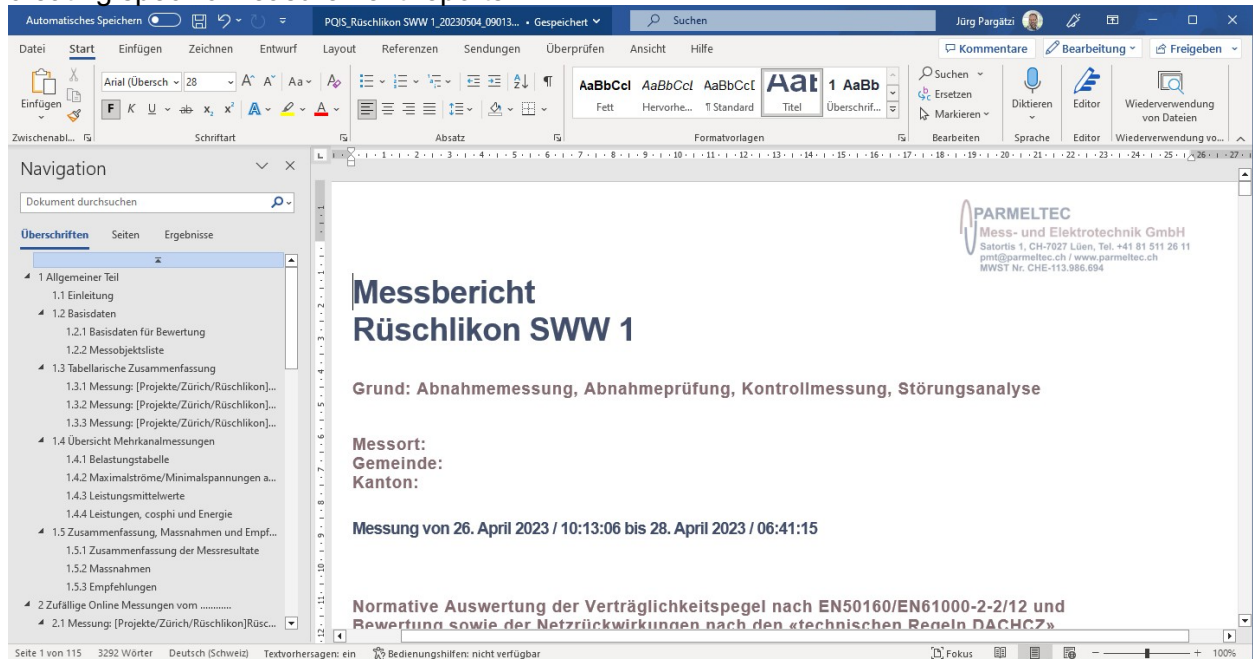 Automatisches Speichern
PQIS_Rüschlikon SWW 1_20230504_09013... • Gespeichert
Suchen
Jürg Pargätzi
Datei Start Einfügen Zeichnen Entwurf Layout Referenzen Sendungen Überprüfen Ansicht Hilfe
Kommentare Bearbeitung Freigeben
Einfügen
Arial (Übersch 28
F K U ab x₂ x²
AaBbCcl AaBbCcl AaBbCcD AaB 1 AaBb
Fett Hervorhe... ¶ Standard Titel Überschrif...
Suchen
Ersetzen
Markieren
Diktieren
Editor
Wiederverwendung
von Dateien
Zwischenabl... Schriftart Absatz Formatvorlagen Bearbeiten Sprache Editor Wiederverwendung vo...
Navigation
Dokument durchsuchen
Überschriften Seiten Ergebnisse
1 Allgemeiner Teil
1.1 Einleitung
1.2 Basisdaten
1.2.1 Basisdaten für Bewertung
1.2.2 Messobjektsliste
1.3 Tabellarische Zusammenfassung
1.3.1 Messung: [Projekte/Zürich/Rüschlikon]...
1.3.2 Messung: [Projekte/Zürich/Rüschlikon]...
1.3.3 Messung: [Projekte/Zürich/Rüschlikon]...
1.4 Übersicht Mehrkanalmessungen
1.4.1 Belastungstabelle
1.4.2 Maximalströme/Minimalspannungen a...
1.4.3 Leistungsmittelwerte
1.4.4 Leistungen, cosphi und Energie
1.5 Zusammenfassung, Massnahmen und Empf...
1.5.1 Zusammenfassung der Messresultate
1.5.2 Massnahmen
1.5.3 Empfehlungen
2 Zufällige Online Messungen vom ............
2.1 Messung: [Projekte/Zürich/Rüschlikon]Rüsc...
PARMELTEC
Mess- und Elektrotechnik GmbH
Satortis 1, CH-7027 Lüen, Tel. +41 81 511 26 11
pmt@parmeltec.ch / www.parmeltec.ch
MWST Nr. CHE-113.986.694
Messbericht
Rüschlikon SWW 1
Grund: Abnahmemessung, Abnahmeprüfung, Kontrollmessung, Störungsanalyse
Messort:
Gemeinde:
Kanton:
Messung von 26. April 2023 / 10:13:06 bis 28. April 2023 / 06:41:15
Normative Auswertung der Verträglichkeitspegel nach EN50160/EN61000-2-2/12 und
Bewertung sowie der Netzrückwirkungen nach den «technischen Regeln DACHCZ»
Seite 1 von 115 3292 Wörter Deutsch (Schweiz) Textvorhersagen: ein Bedienungshilfen: nicht verfügbar
Fokus 100%